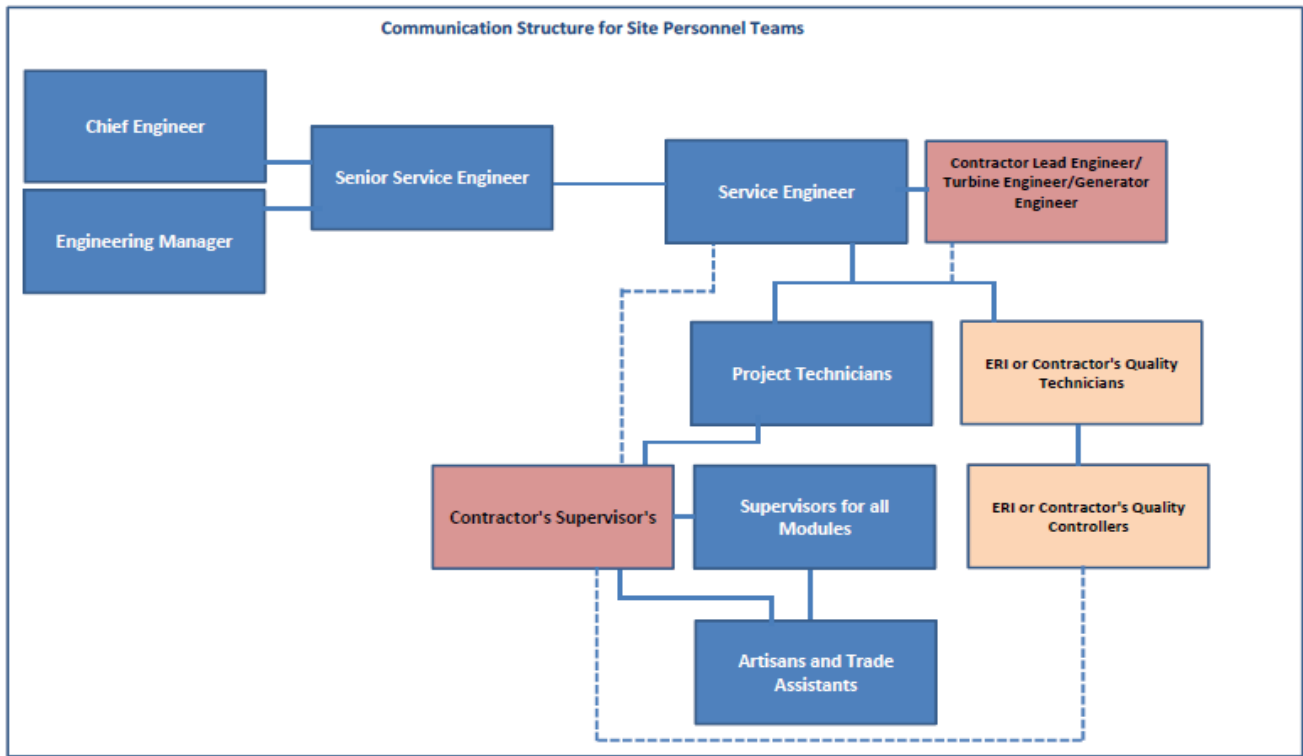 Communication Structure for Site Personnel Teams
Chief Engineer
Senior Service Engineer
Engineering Manager
Service Engineer
Contractor Lead Engineer/
Turbine Engineer/Generator
Engineer
Project Technicians
ERI or Contractor's Quality
Technicians
Contractor's Supervisor's
Supervisors for all
Modules
ERI or Contractor's Quality
Controllers
Artisans and Trade
Assistants